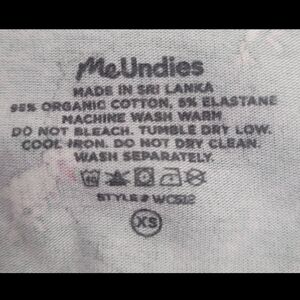 MeUndies
MADE IN SRI LANKA
95% ORGANIC COTTON, 5% ELASTANE
MACHINE WASH WARM
DO NOT BLEACH. TUMBLE DRY LOW.
COOL IRON. DO NOT DRY CLEAN.
WASH SEPARATELY.
STYLE# WC512
XS